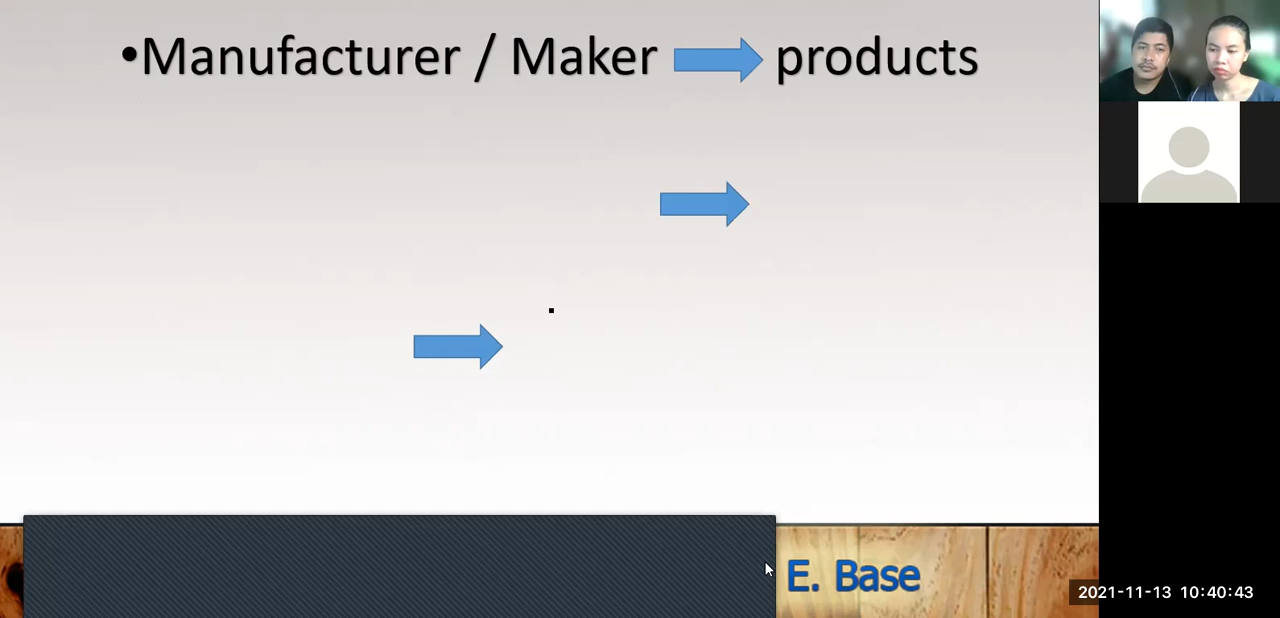 •Manufacturer / Maker products
E. Base
2021-11-13 10:40:43